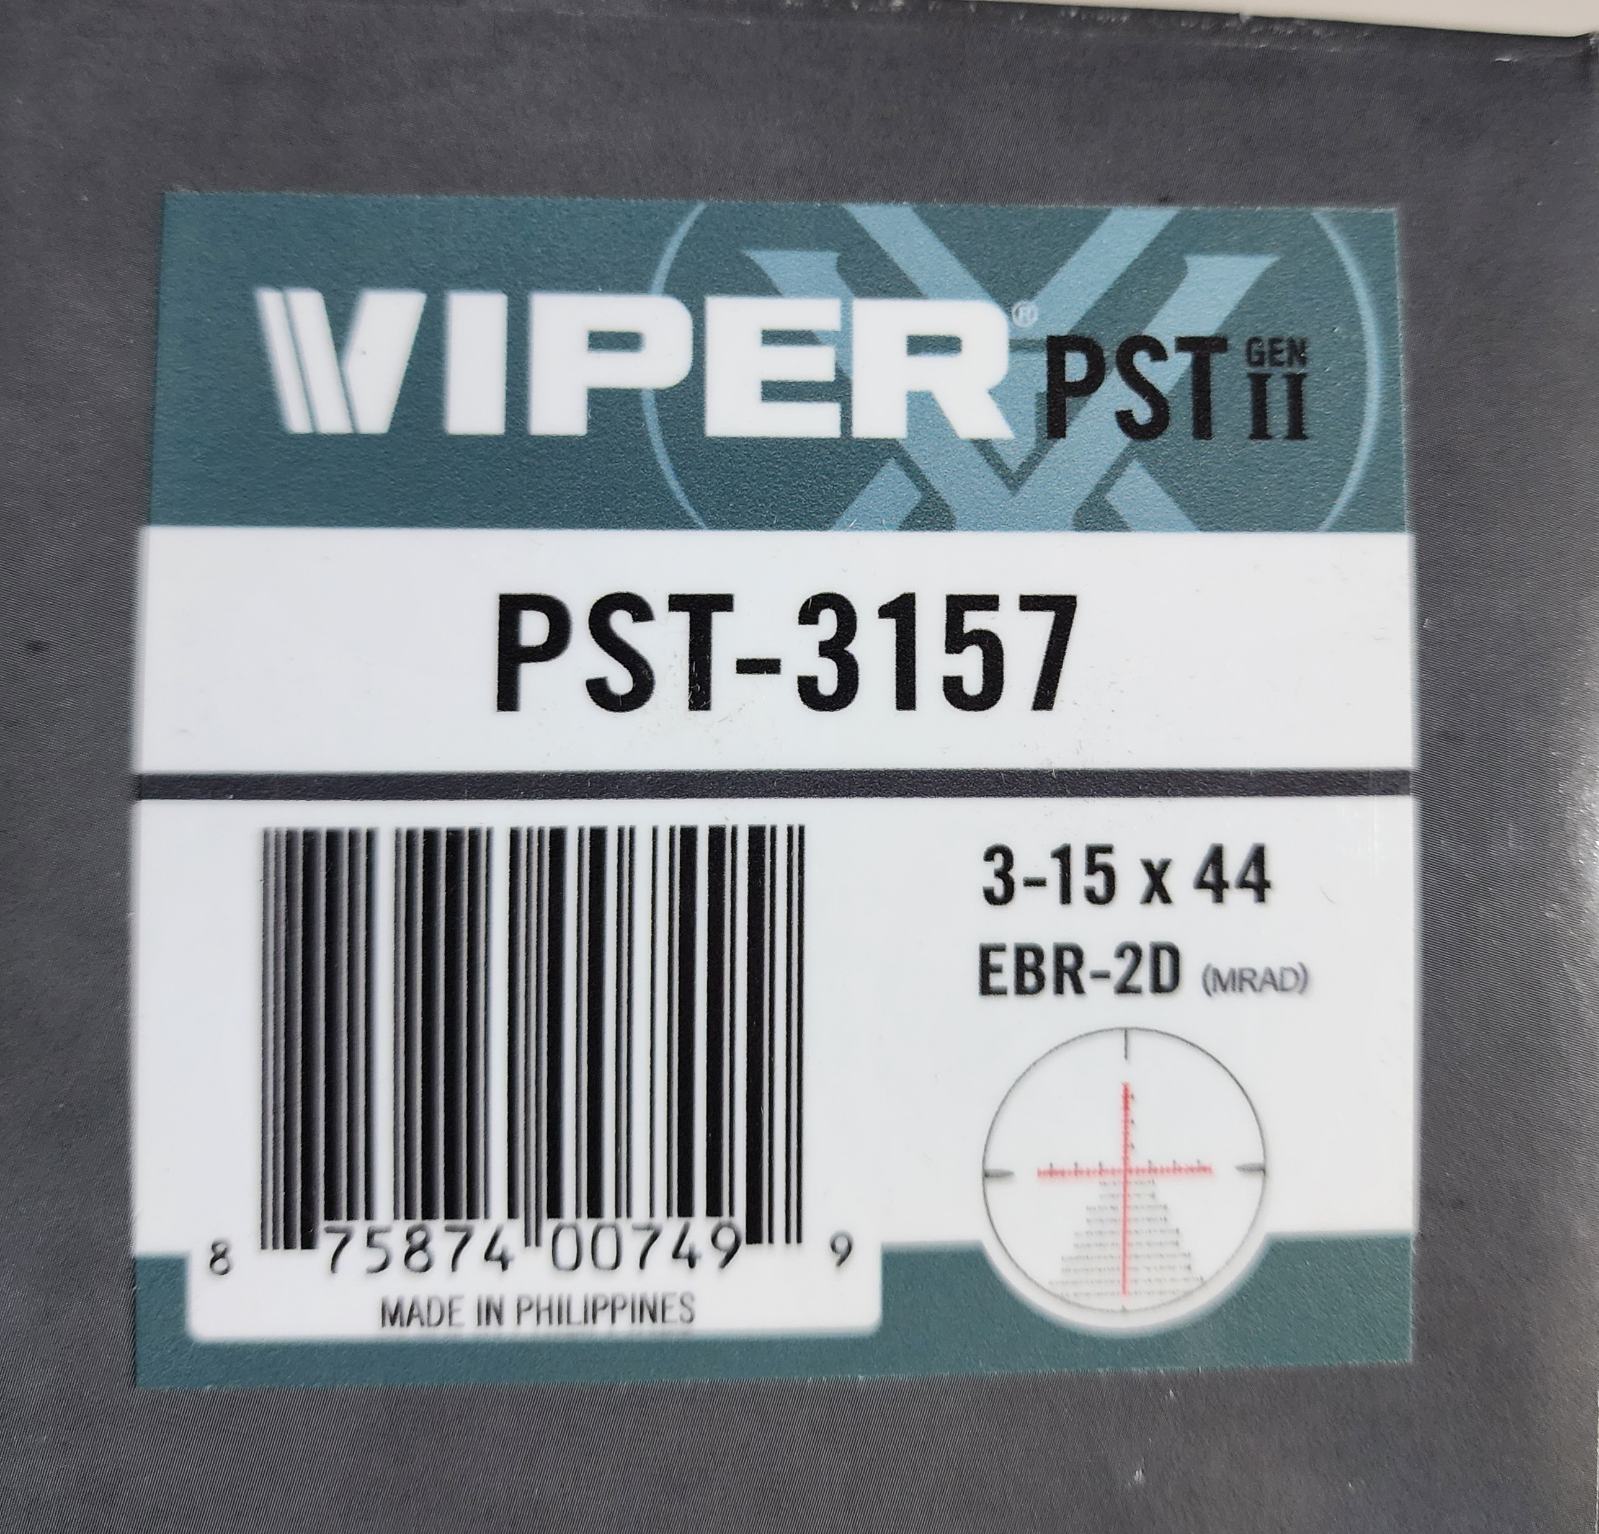 VIPER® PST GEN II
PST-3157
3-15 x 44
EBR-2D (MRAD)
8 75874 00749 9
MADE IN PHILIPPINES